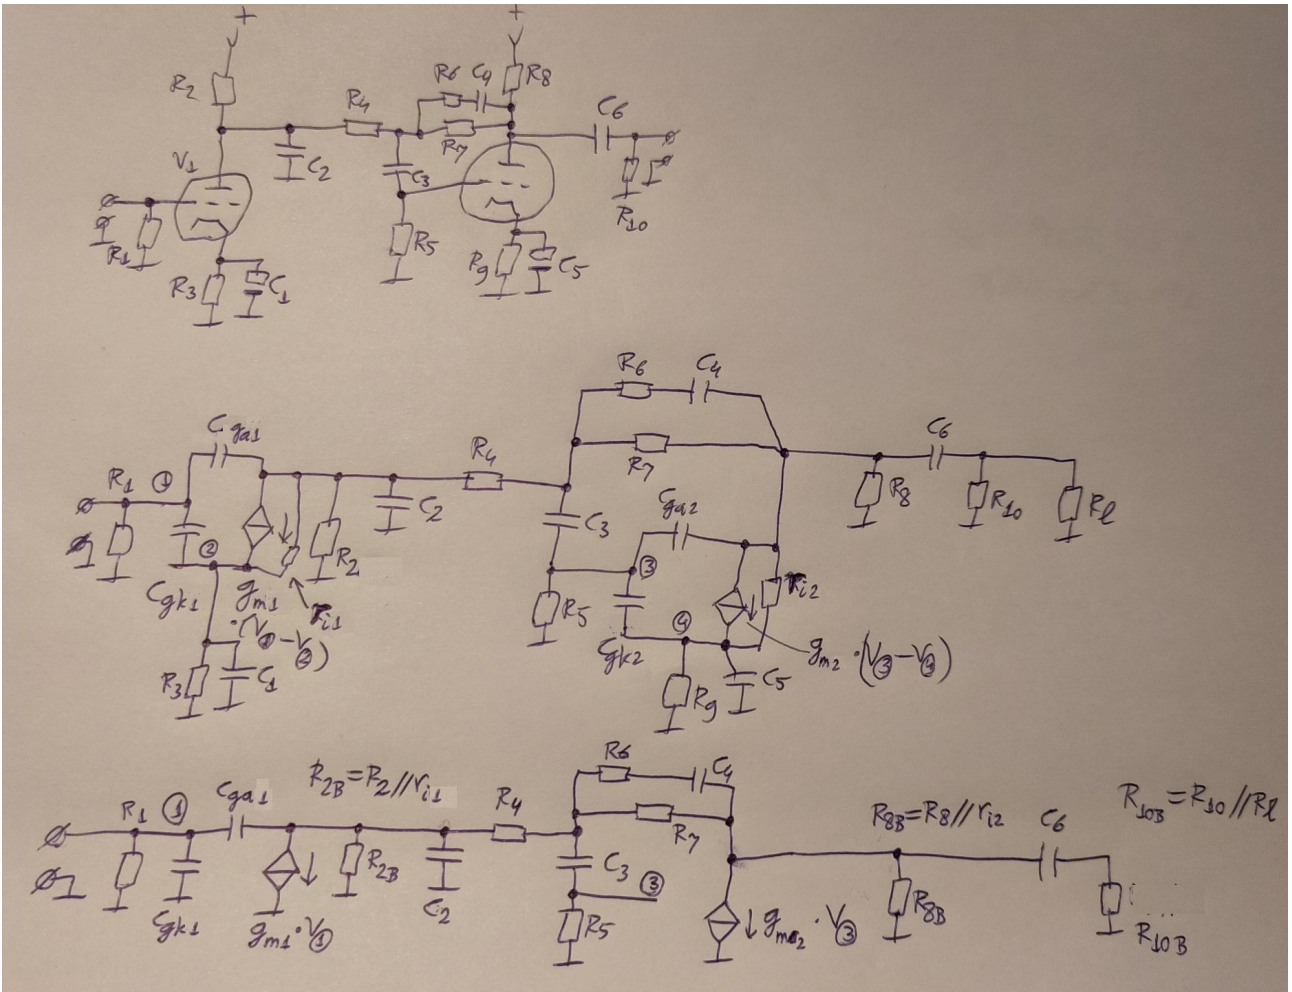 + +
R2 R4 R6 C4 R8 C6
V1 C2 C3 R7
R1 R5 R10
R3 C1 R9 C5
R6 C4
C ga1 R4 R7 C6
R1 ① C2 C3 Cga2 R8 R10 Rl
② R2 ③
Cgk1 gm1 ri1 R5 ri2
·(V①-V②) Cgk2 ④ gm2·(V③-V④)
R3 C1 R9 C5
R6 C4
R1 ① Cga1 R2B=R2//ri1 R4 R7 R8B=R8//ri2 C6 R10B=R10//Rl
R2B C3 ③
Cgk1 gm1·V① C2 R5 gm2·V③ R8B R10B